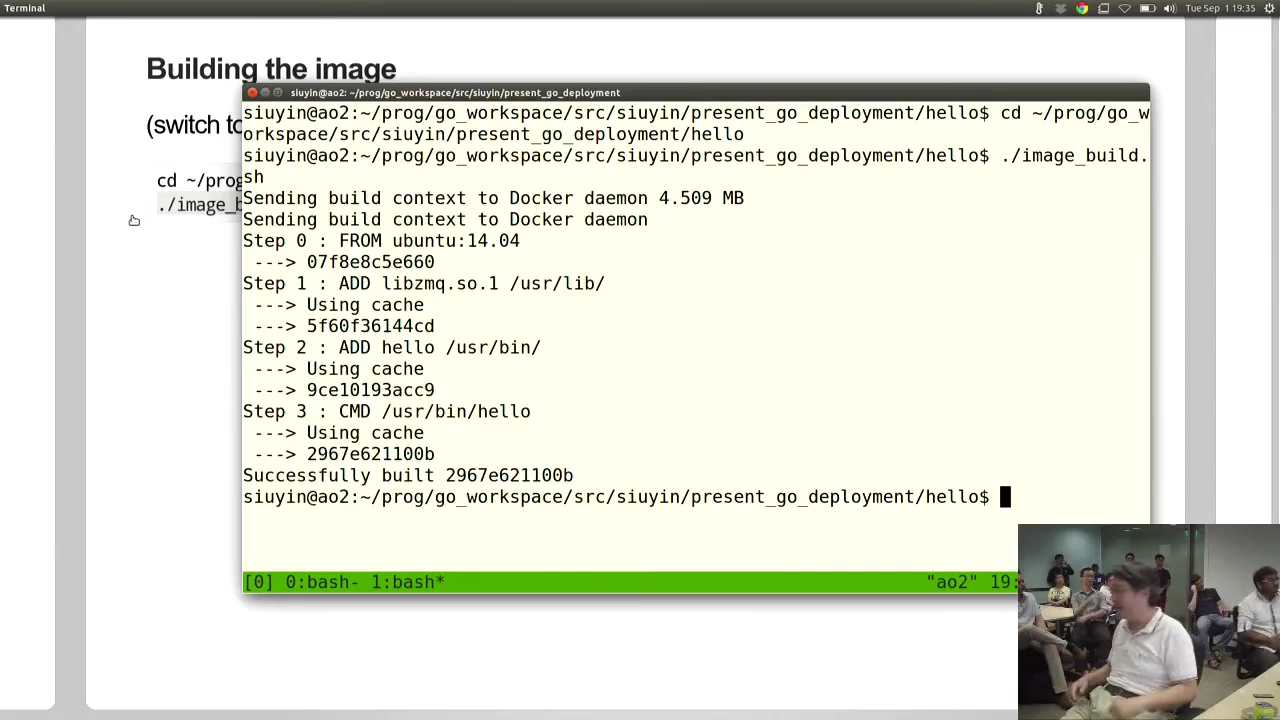 Terminal
Tue Sep 1 19:35
Building the image
siuyin@ao2: ~/prog/go_workspace/src/siuyin/present_go_deployment
(switch to
cd ~/prog
./image_b
siuyin@ao2:~/prog/go_workspace/src/siuyin/present_go_deployment/hello$ cd ~/prog/go_w
orkspace/src/siuyin/present_go_deployment/hello
siuyin@ao2:~/prog/go_workspace/src/siuyin/present_go_deployment/hello$ ./image_build.
sh
Sending build context to Docker daemon 4.509 MB
Sending build context to Docker daemon
Step 0 : FROM ubuntu:14.04
---> 07f8e8c5e660
Step 1 : ADD libzmq.so.1 /usr/lib/
---> Using cache
---> 5f60f36144cd
Step 2 : ADD hello /usr/bin/
---> Using cache
---> 9ce10193acc9
Step 3 : CMD /usr/bin/hello
---> Using cache
---> 2967e621100b
Successfully built 2967e621100b
siuyin@ao2:~/prog/go_workspace/src/siuyin/present_go_deployment/hello$
[0] 0:bash- 1:bash* "ao2" 19: